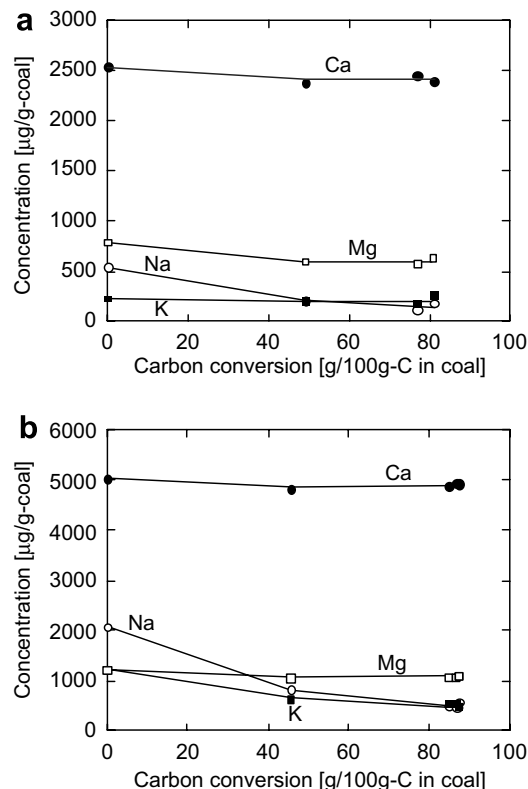 a
3000
2500
2000
1500
1000
500
0
Concentration [µg/g-coal]
Ca
Mg
Na
K
0 20 40 60 80 100
Carbon conversion [g/100g-C in coal]
b
6000
5000
4000
3000
2000
1000
0
Concentration [µg/g-coal]
Ca
Na
Mg
K
0 20 40 60 80 100
Carbon conversion [g/100g-C in coal]